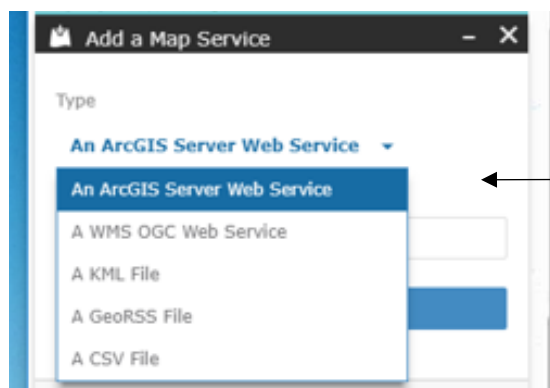 Add a Map Service
Type
An ArcGIS Server Web Service
An ArcGIS Server Web Service
A WMS OGC Web Service
A KML File
A GeoRSS File
A CSV File